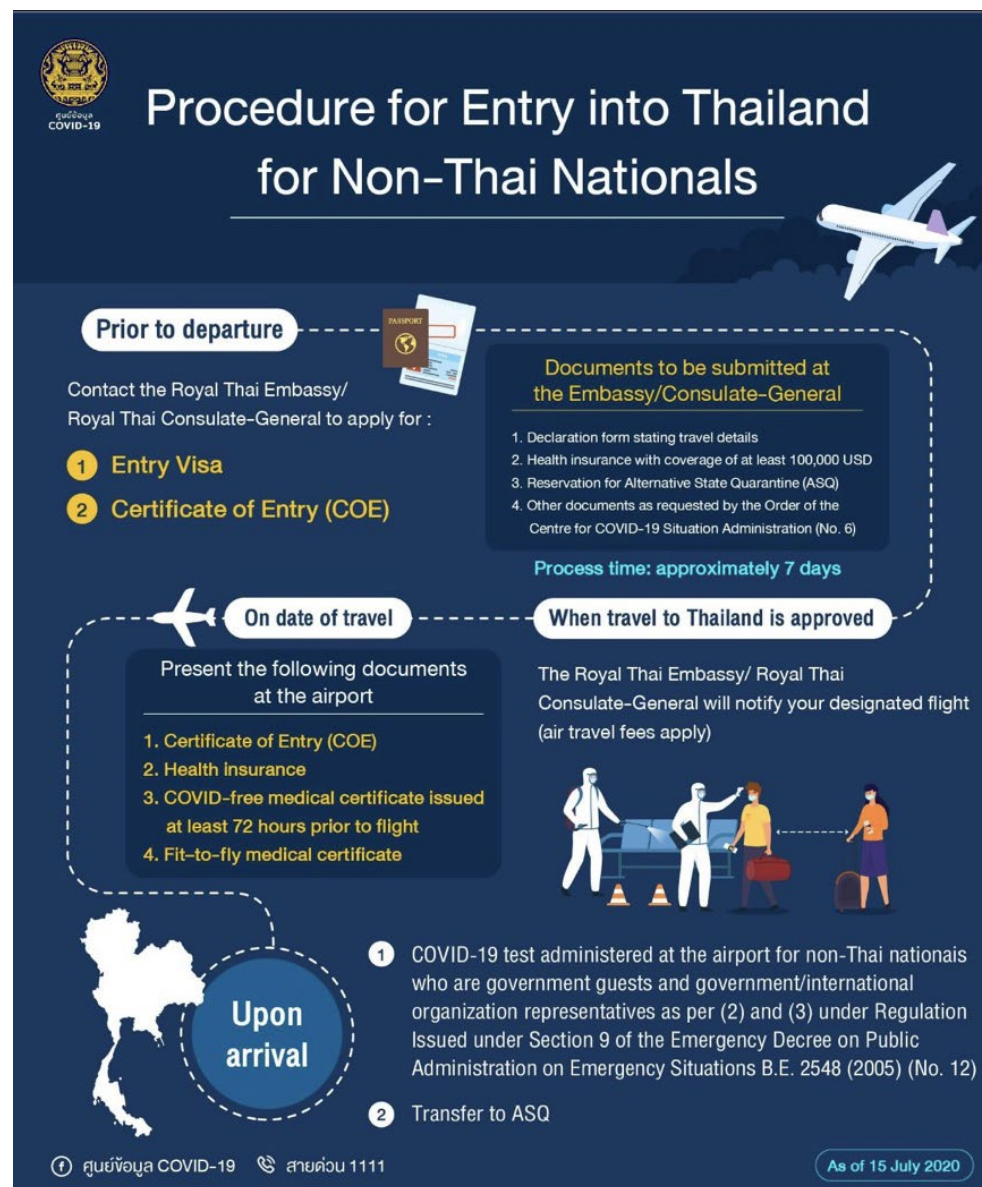 ศูนย์ข้อมูล
COVID-19
Procedure for Entry into Thailand
for Non-Thai Nationals
Prior to departure
PASSPORT
Contact the Royal Thai Embassy/
Royal Thai Consulate-General to apply for :
1 Entry Visa
2 Certificate of Entry (COE)
Documents to be submitted at
the Embassy/Consulate-General
1. Declaration form stating travel details
2. Health insurance with coverage of at least 100,000 USD
3. Reservation for Alternative State Quarantine (ASQ)
4. Other documents as requested by the Order of the
Centre for COVID-19 Situation Administration (No. 6)
Process time: approximately 7 days
When travel to Thailand is approved
The Royal Thai Embassy/ Royal Thai
Consulate-General will notify your designated flight
(air travel fees apply)
On date of travel
Present the following documents
at the airport
1. Certificate of Entry (COE)
2. Health insurance
3. COVID-free medical certificate issued
at least 72 hours prior to flight
4. Fit-to-fly medical certificate
Upon
arrival
1 COVID-19 test administered at the airport for non-Thai nationais
who are government guests and government/international
organization representatives as per (2) and (3) under Regulation
Issued under Section 9 of the Emergency Decree on Public
Administration on Emergency Situations B.E. 2548 (2005) (No. 12)
2 Transfer to ASQ
ศูนย์ข้อมูล COVID-19 สายด่วน 1111
As of 15 July 2020